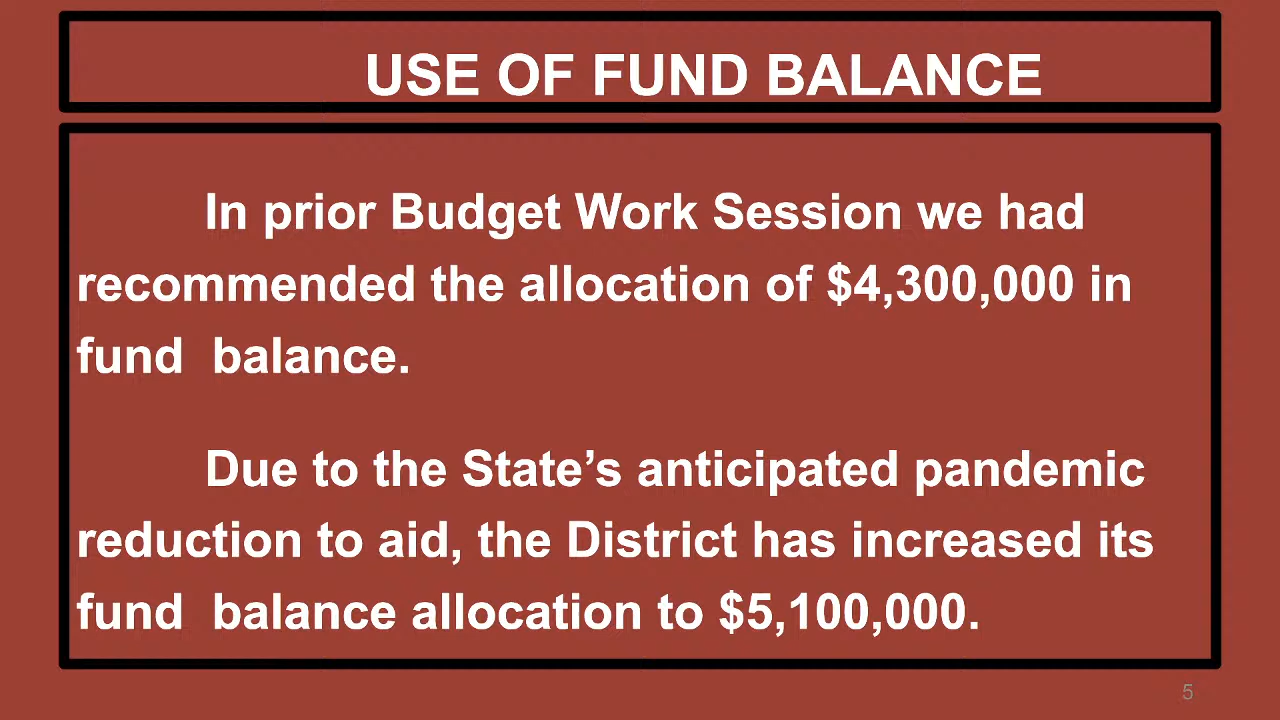 USE OF FUND BALANCE
In prior Budget Work Session we had
recommended the allocation of $4,300,000 in
fund  balance.
Due to the State’s anticipated pandemic
reduction to aid, the District has increased its
fund  balance allocation to $5,100,000.
5